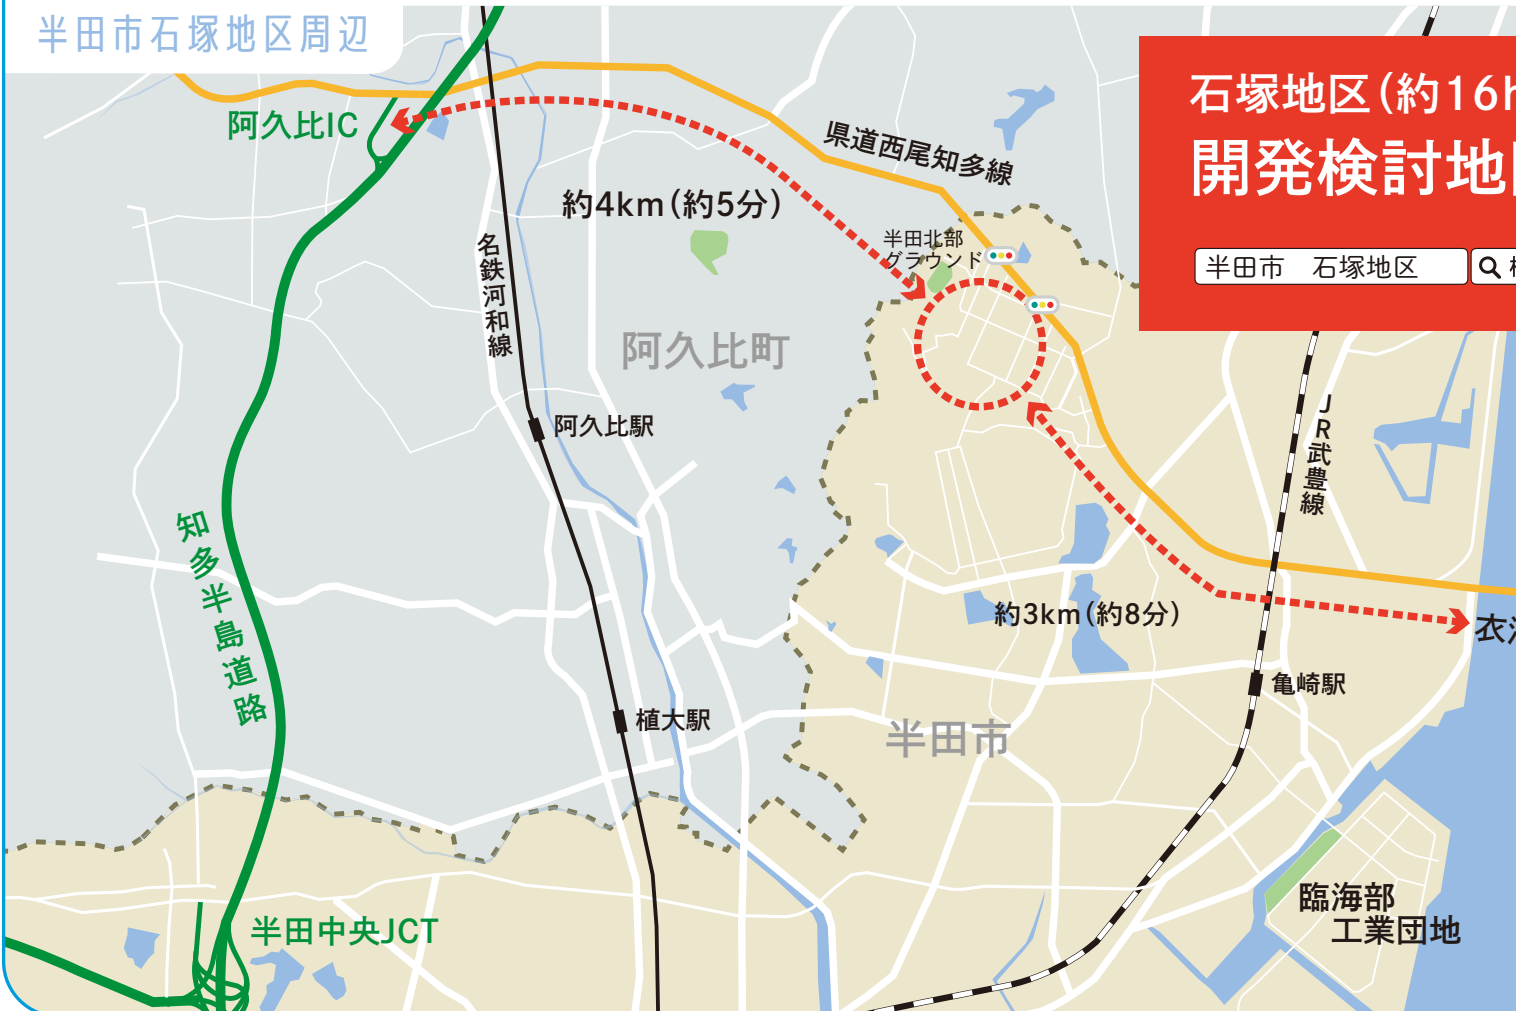 半田市石塚地区周辺
石塚地区(約16h
開発検討地
半田市 石塚地区
阿久比IC
県道西尾知多線
約4km(約5分)
半田北部
グラウンド
名鉄河和線
阿久比町
阿久比駅
JR武豊線
知多半島道路
約3km(約8分)
衣
亀崎駅
植大駅
半田市
臨海部
工業団地
半田中央JCT